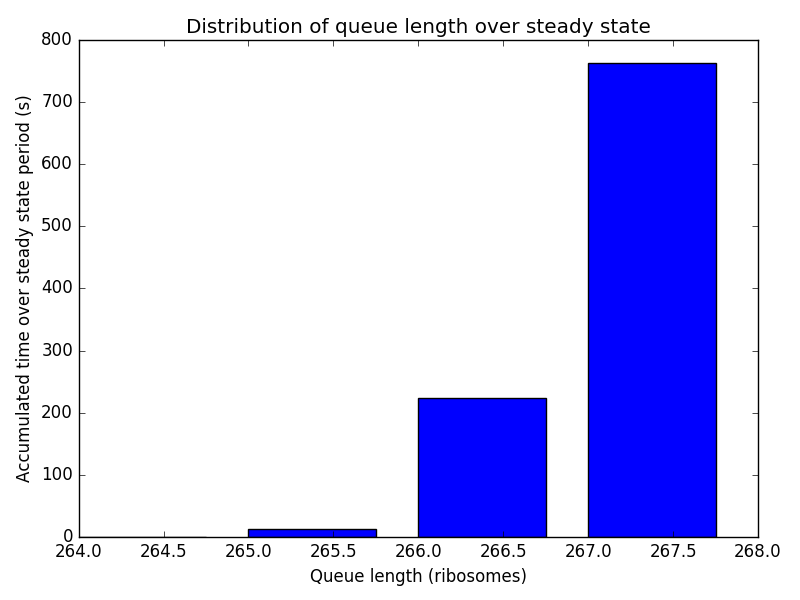 Distribution of queue length over steady state
Accumulated time over steady state period (s)
800
700
600
500
400
300
200
100
0
264.0 264.5 265.0 265.5 266.0 266.5 267.0 267.5 268.0
Queue length (ribosomes)